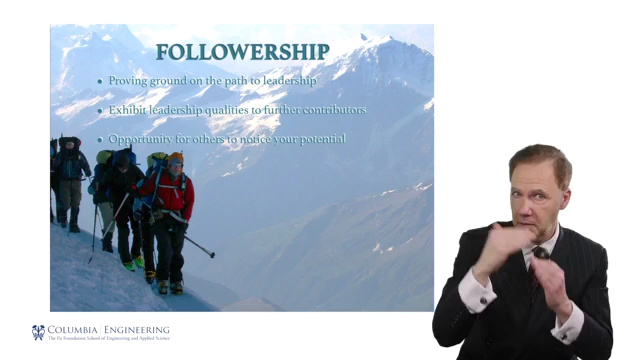 FOLLOWERSHIP
• Proving ground on the path to leadership
• Exhibit leadership qualities to further contributors
• Opportunity for others to notice your potential
COLUMBIA | ENGINEERING
The Fu Foundation School of Engineering and Applied Science